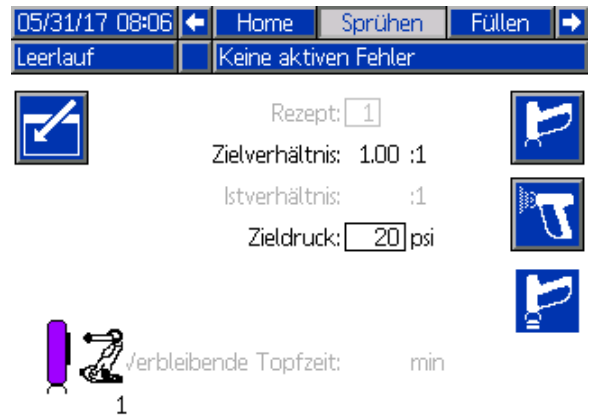 05/31/17 08:06 Home Sprühen Füllen
Leerlauf Keine aktiven Fehler
Rezept: 1
Zielverhältnis: 1.00 :1
Istverhältnis: :1
Zieldruck: 20 psi
Verbleibende Topfzeit: min
1